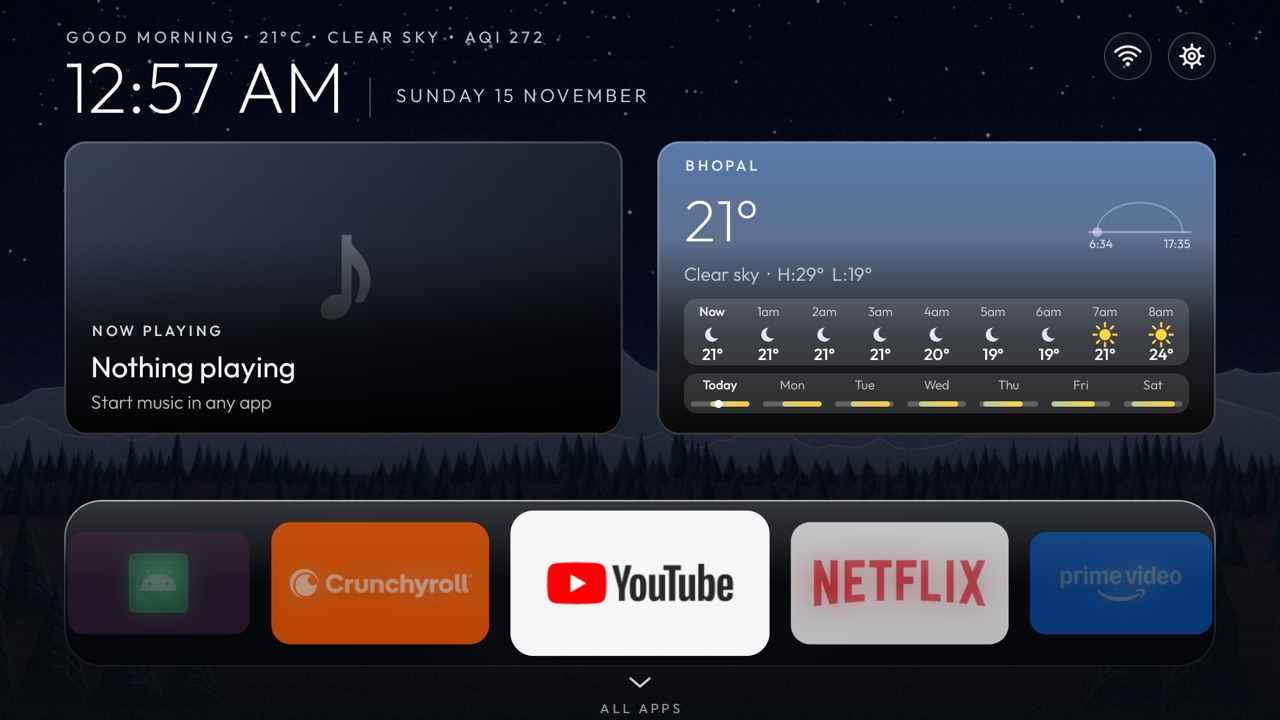 GOOD MORNING • 21°C • CLEAR SKY • AQI 272
12:57 AM
SUNDAY 15 NOVEMBER
NOW PLAYING
Nothing playing
Start music in any app
BHOPAL
21°
6:34 17:35
Clear sky · H:29° L:19°
Now 1am 2am 3am 4am 5am 6am 7am 8am
21° 21° 21° 21° 20° 19° 19° 21° 24°
Today Mon Tue Wed Thu Fri Sat
Crunchyroll
YouTube
NETFLIX
prime video
ALL APPS